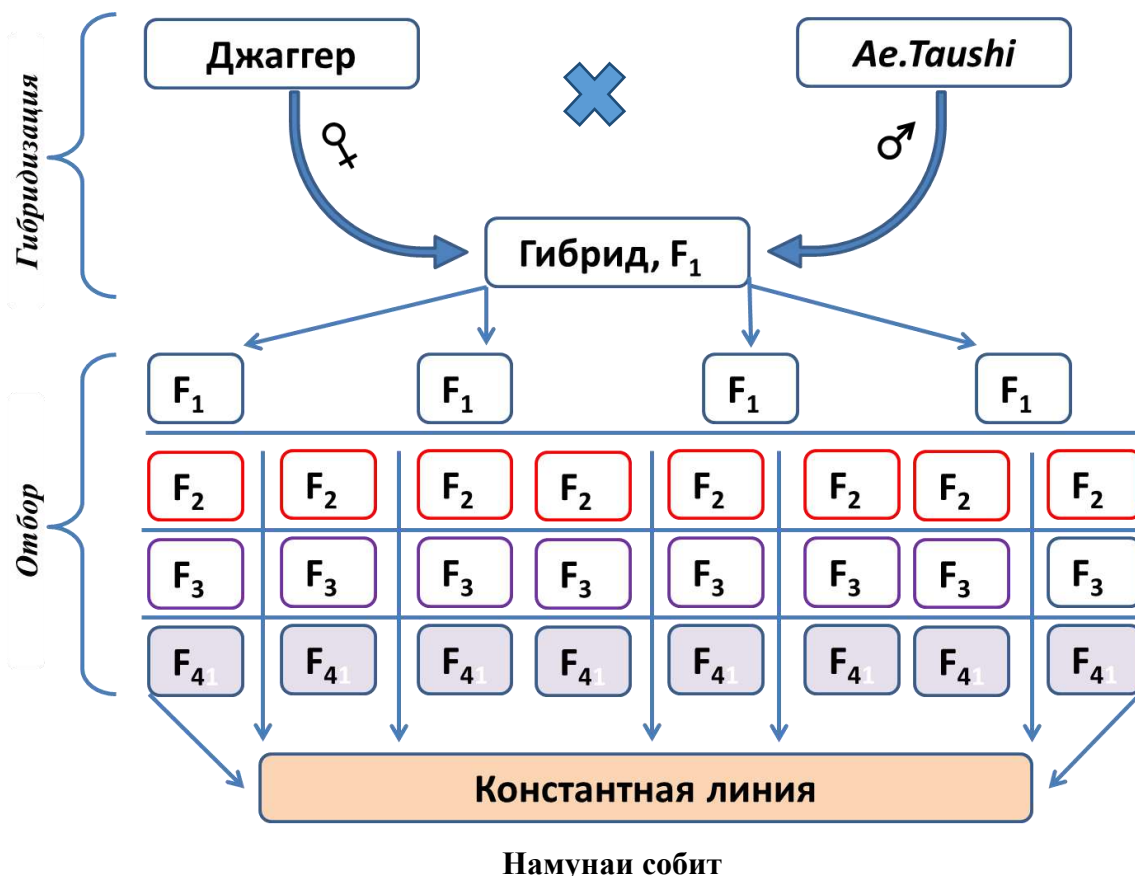 Гибридизация
Джаггер
Ae.Taushi
♀
♂
Гибрид, F₁
Отбор
F₁ F₁ F₁ F₁
F₂ F₂ F₂ F₂ F₂ F₂ F₂ F₂
F₃ F₃ F₃ F₃ F₃ F₃ F₃ F₃
F₄₁ F₄₁ F₄₁ F₄₁ F₄₁ F₄₁ F₄₁ F₄₁
Константная линия
Намунаи собит